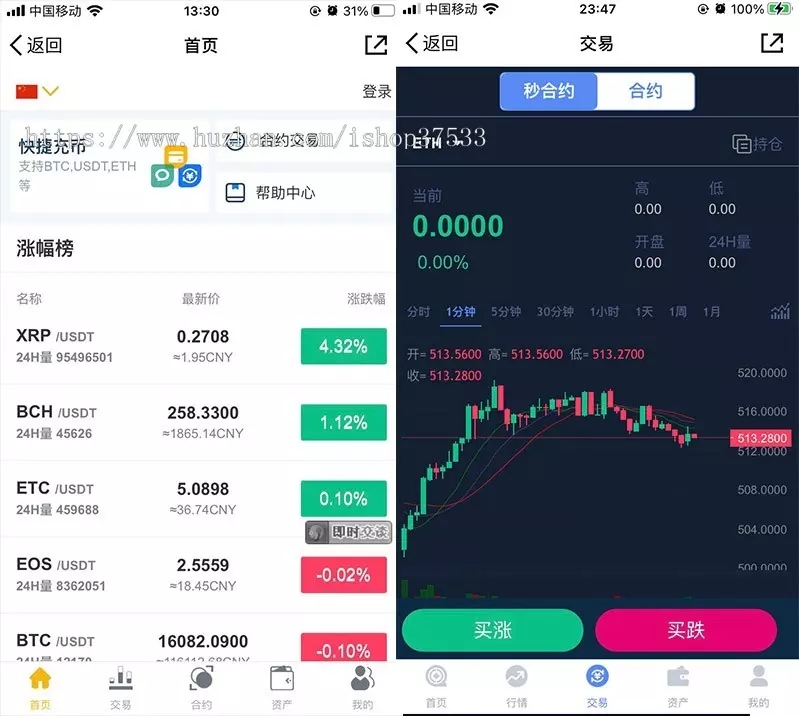 中国移动 13:30 31%
返回 首页
登录
快捷充币
支持BTC,USDT,ETH
等
合约交易
帮助中心
https://www.huzhan.com/ishop37533
涨幅榜
名称 最新价 涨跌幅
XRP /USDT 0.2708 4.32%
24H量 95496501 ≈1.95CNY
BCH /USDT 258.3300 1.12%
24H量 45626 ≈1865.14CNY
ETC /USDT 5.0898 0.10%
24H量 459688 ≈36.74CNY
即时交谈
EOS /USDT 2.5559 -0.02%
24H量 8362051 ≈18.45CNY
BTC /USDT 16082.0900 -0.10%
首页 交易 合约 资产 我的
中国移动 23:47 100%
返回 交易
秒合约 合约
ETH 持仓
当前 高 低
0.0000 0.00 0.00
0.00% 开盘 24H量
0.00 0.00
分时 1分钟 5分钟 30分钟 1小时 1天 1周 1月
开= 513.5600 高= 513.5600 低= 513.2700
收= 513.2800
520.0000
516.0000
513.2800
512.0000
508.0000
504.0000
500.0000
买涨 买跌
首页 行情 交易 资产 我的